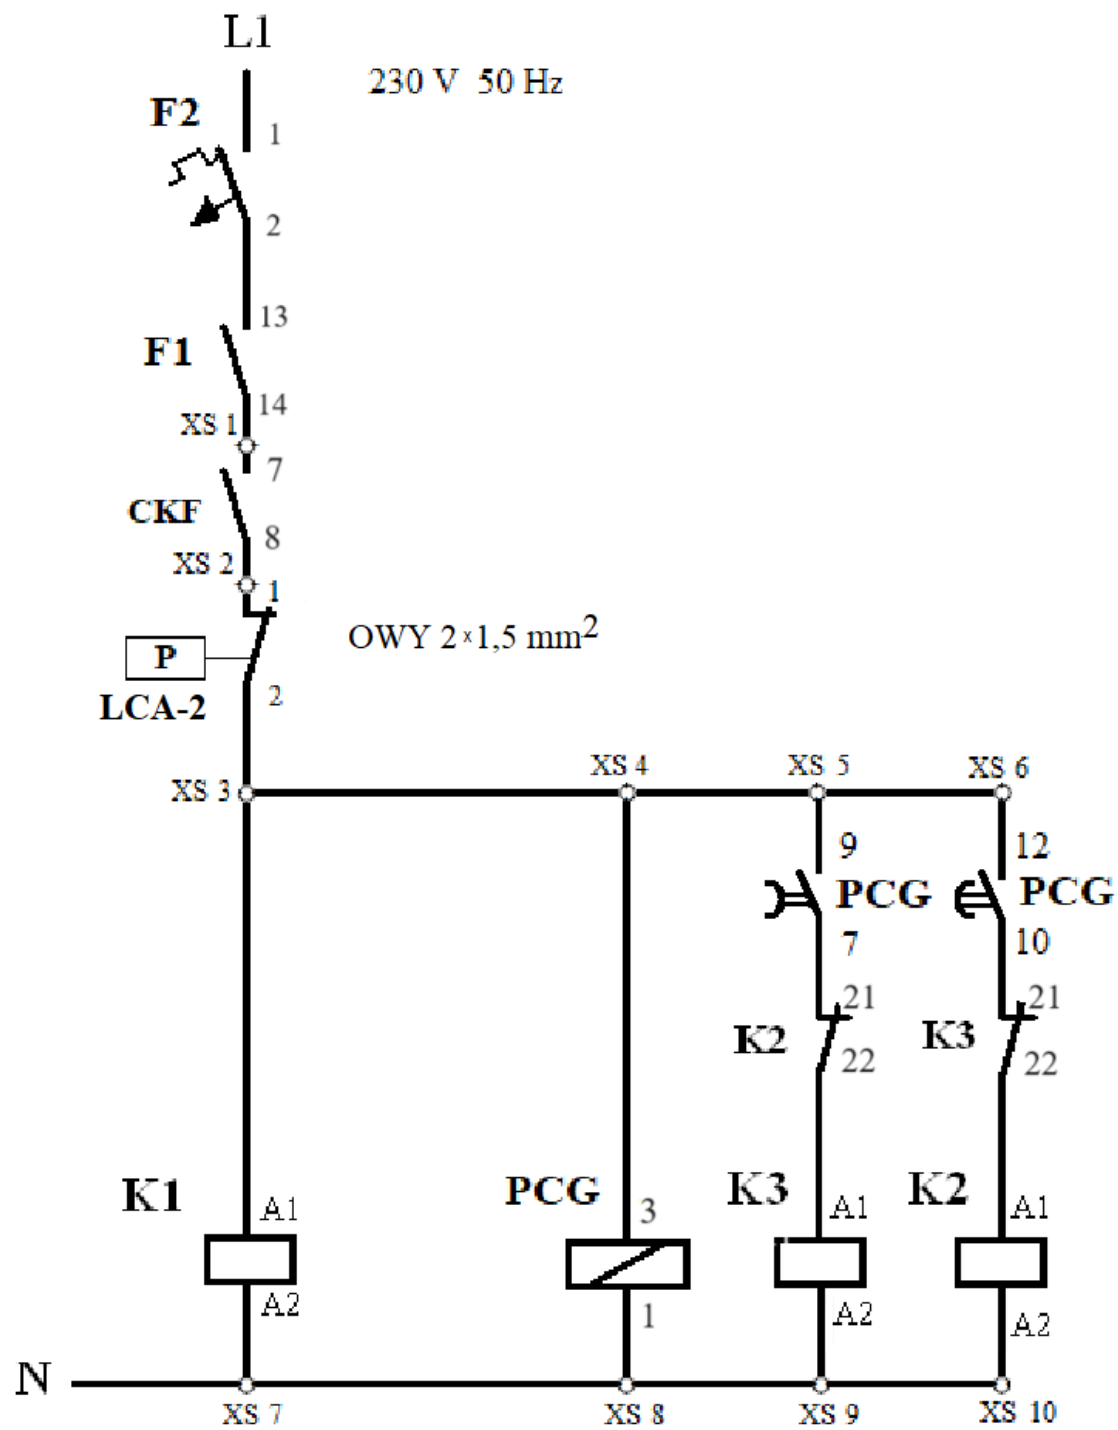 L1
230 V 50 Hz
F2
1
2
13
F1
14
XS 1
7
CKF
8
XS 2
1
OWY 2×1,5 mm²
P
LCA-2
2
XS 3
XS 4
XS 5
XS 6
9
12
PCG
PCG
7
10
21
21
K2
K3
22
22
K1
PCG
K3
K2
A1
3
A1
A1
A2
1
A2
A2
N
XS 7
XS 8
XS 9
XS 10